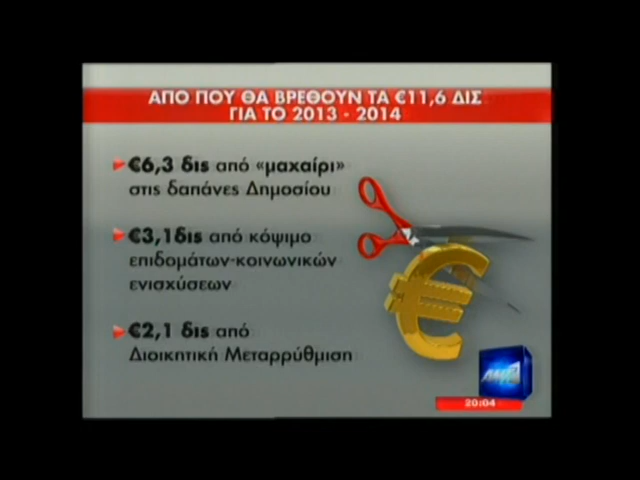 ΑΠΟ ΠΟΥ ΘΑ ΒΡΕΘΟΥΝ ΤΑ €11,6 ΔΙΣ
ΓΙΑ ΤΟ 2013 - 2014
€6,3 δις από «μαχαίρι»
στις δαπάνες Δημοσίου
€3,1δις από κόψιμο
επιδομάτων-κοινωνικών
ενισχύσεων
€2,1 δις από
Διοικητική Μεταρρύθμιση
ΑΝΤ1
20:04